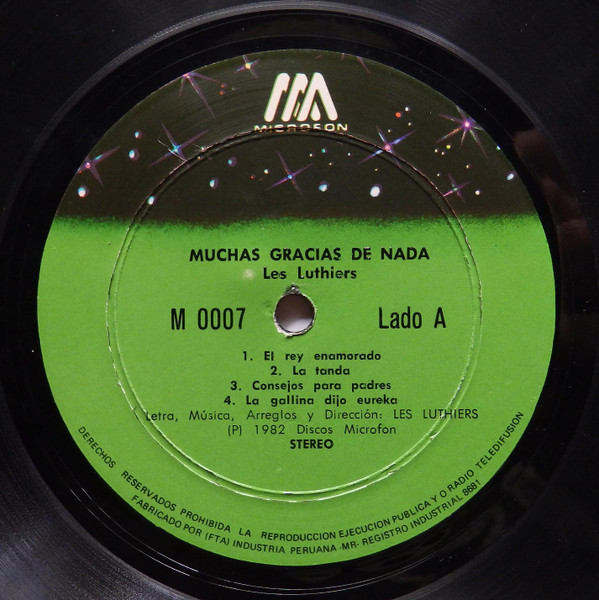 MICROFON
MUCHAS GRACIAS DE NADA
Les Luthiers
M 0007 Lado A
1. El rey enamorado
2. La tanda
3. Consejos para padres
4. La gallina dijo eureka
Letra, Música, Arreglos y Dirección: LES LUTHIERS
(P) 1982 Discos Microfon
STEREO
DERECHOS RESERVADOS PROHIBIDA LA REPRODUCCION EJECUCION PUBLICA Y O RADIO TELEDIFUSION
FABRICADO POR (FTA) INDUSTRIA PERUANA -MR- REGISTRO INDUSTRIAL 8681